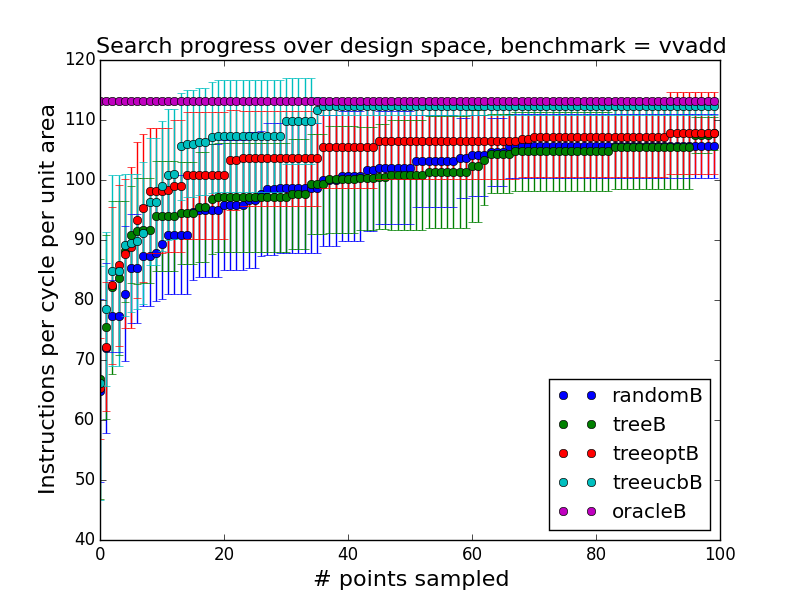 Search progress over design space, benchmark = vvadd
Instructions per cycle per unit area
120
110
100
90
80
70
60
50
40
0
20
40
60
80
100
# points sampled
randomB
treeB
treeoptB
treeucbB
oracleB